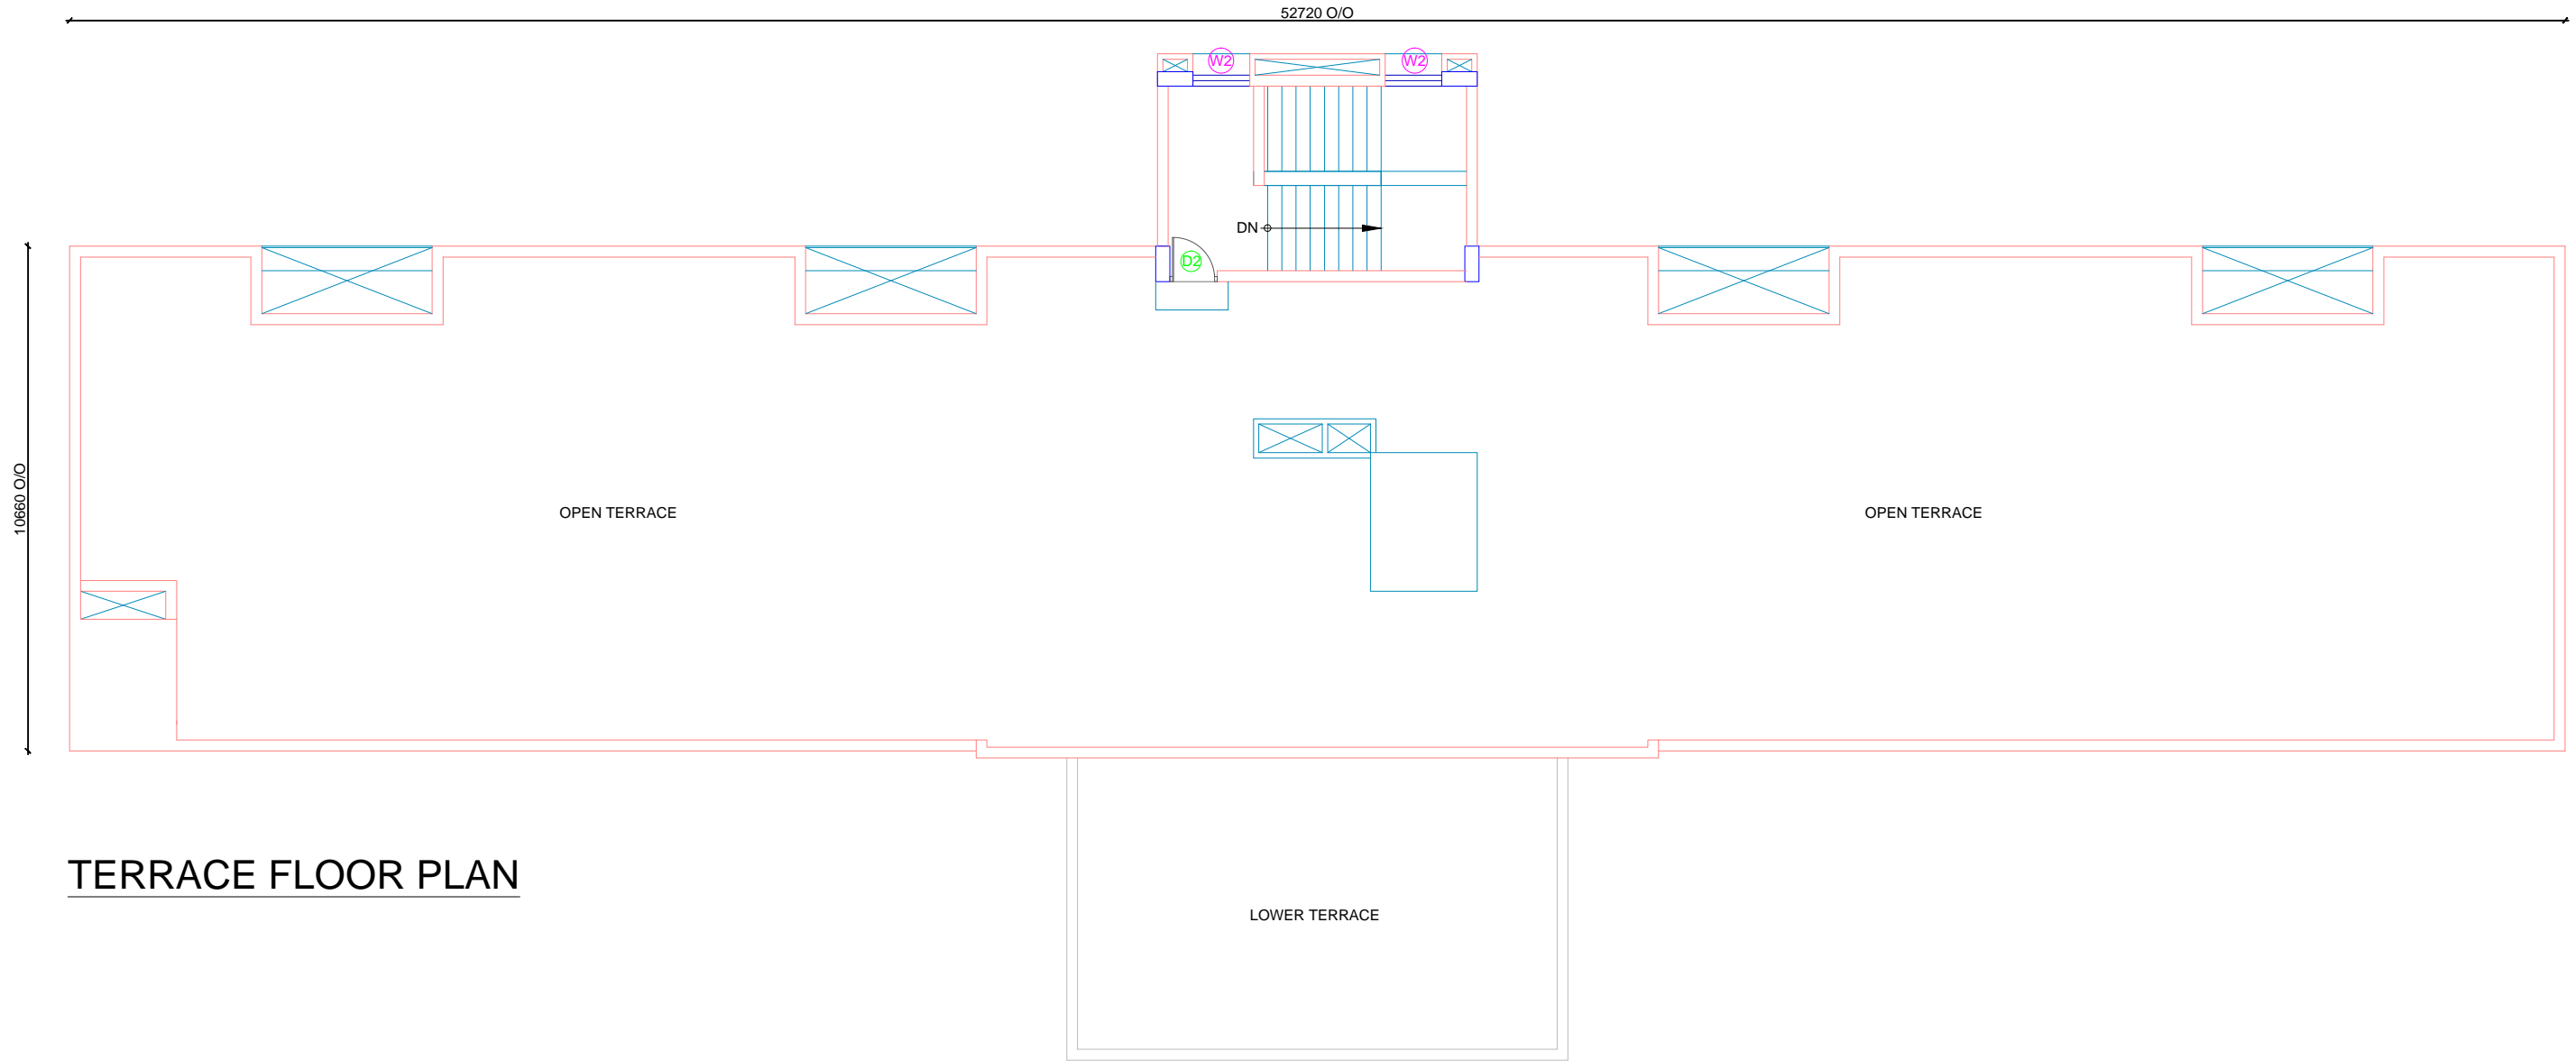 52720 O/O
W2
W2
DN
D2
10660 O/O
OPEN TERRACE
OPEN TERRACE
TERRACE FLOOR PLAN
LOWER TERRACE